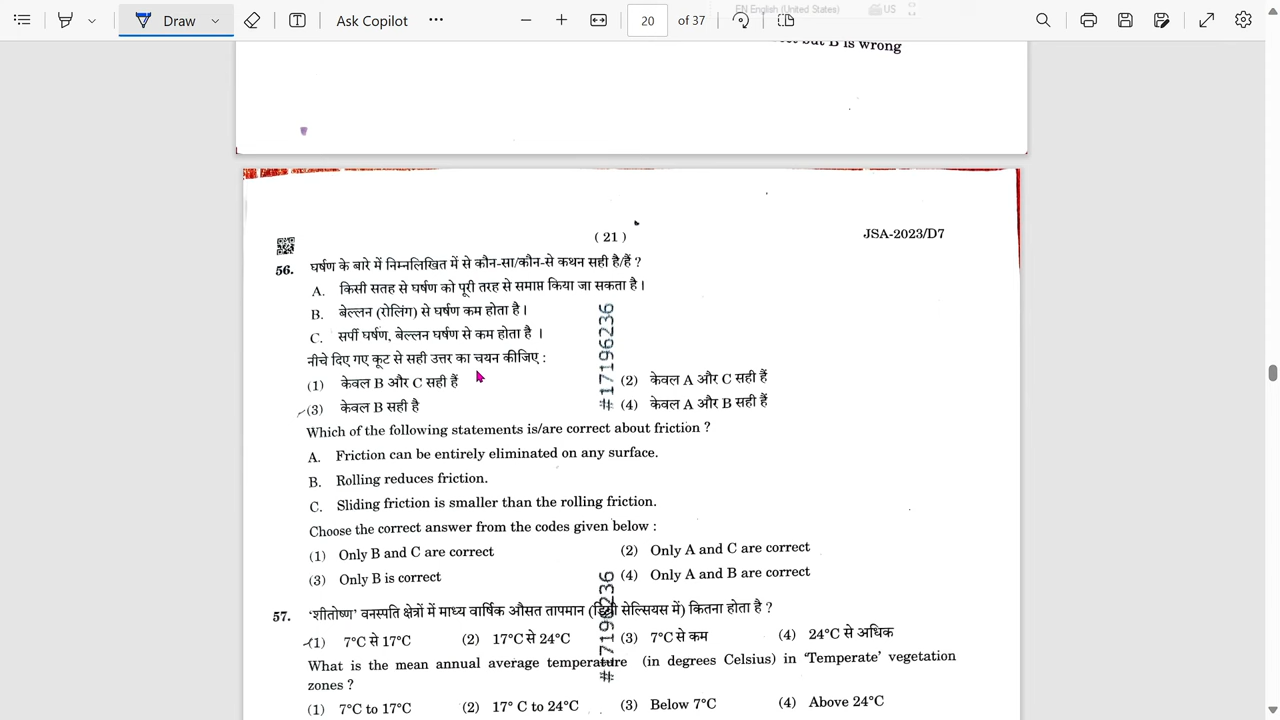 Draw
Ask Copilot
20 of 37
EN English (United States) US
but B is wrong
( 21 )
JSA-2023/D7
56. घर्षण के बारे में निम्नलिखित में से कौन-सा/कौन-से कथन सही है/हैं ?
A. किसी सतह से घर्षण को पूरी तरह से समाप्त किया जा सकता है।
B. बेल्लन (रोलिंग) से घर्षण कम होता है।
C. सर्पी घर्षण, बेल्लन घर्षण से कम होता है ।
नीचे दिए गए कूट से सही उत्तर का चयन कीजिए :
(1) केवल B और C सही हैं (2) केवल A और C सही हैं
(3) केवल B सही है (4) केवल A और B सही हैं
#17196236
Which of the following statements is/are correct about friction ?
A. Friction can be entirely eliminated on any surface.
B. Rolling reduces friction.
C. Sliding friction is smaller than the rolling friction.
Choose the correct answer from the codes given below :
(1) Only B and C are correct (2) Only A and C are correct
(3) Only B is correct (4) Only A and B are correct
57. 'शीतोष्ण' वनस्पति क्षेत्रों में माध्य वार्षिक औसत तापमान (डिग्री सेल्सियस में) कितना होता है ?
(1) 7°C से 17°C (2) 17°C से 24°C (3) 7°C से कम (4) 24°C से अधिक
#17196236
What is the mean annual average temperature (in degrees Celsius) in 'Temperate' vegetation
zones ?
(1) 7°C to 17°C (2) 17° C to 24°C (3) Below 7°C (4) Above 24°C